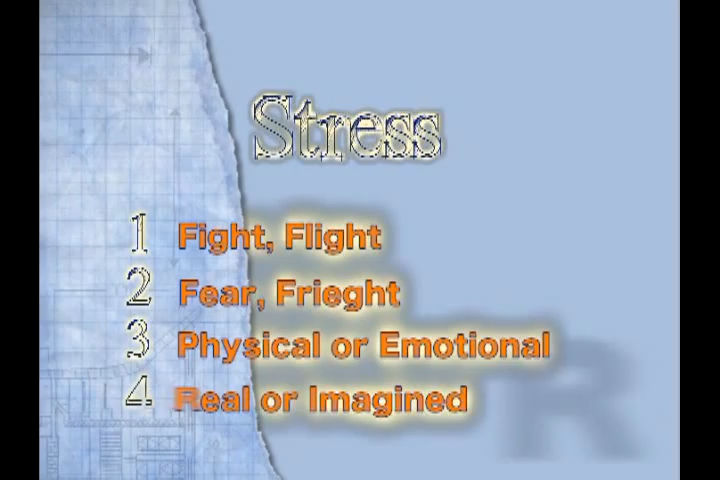 Stress
1 Fight, Flight
2 Fear, Frieght
3 Physical or Emotional
4 Real or Imagined
R